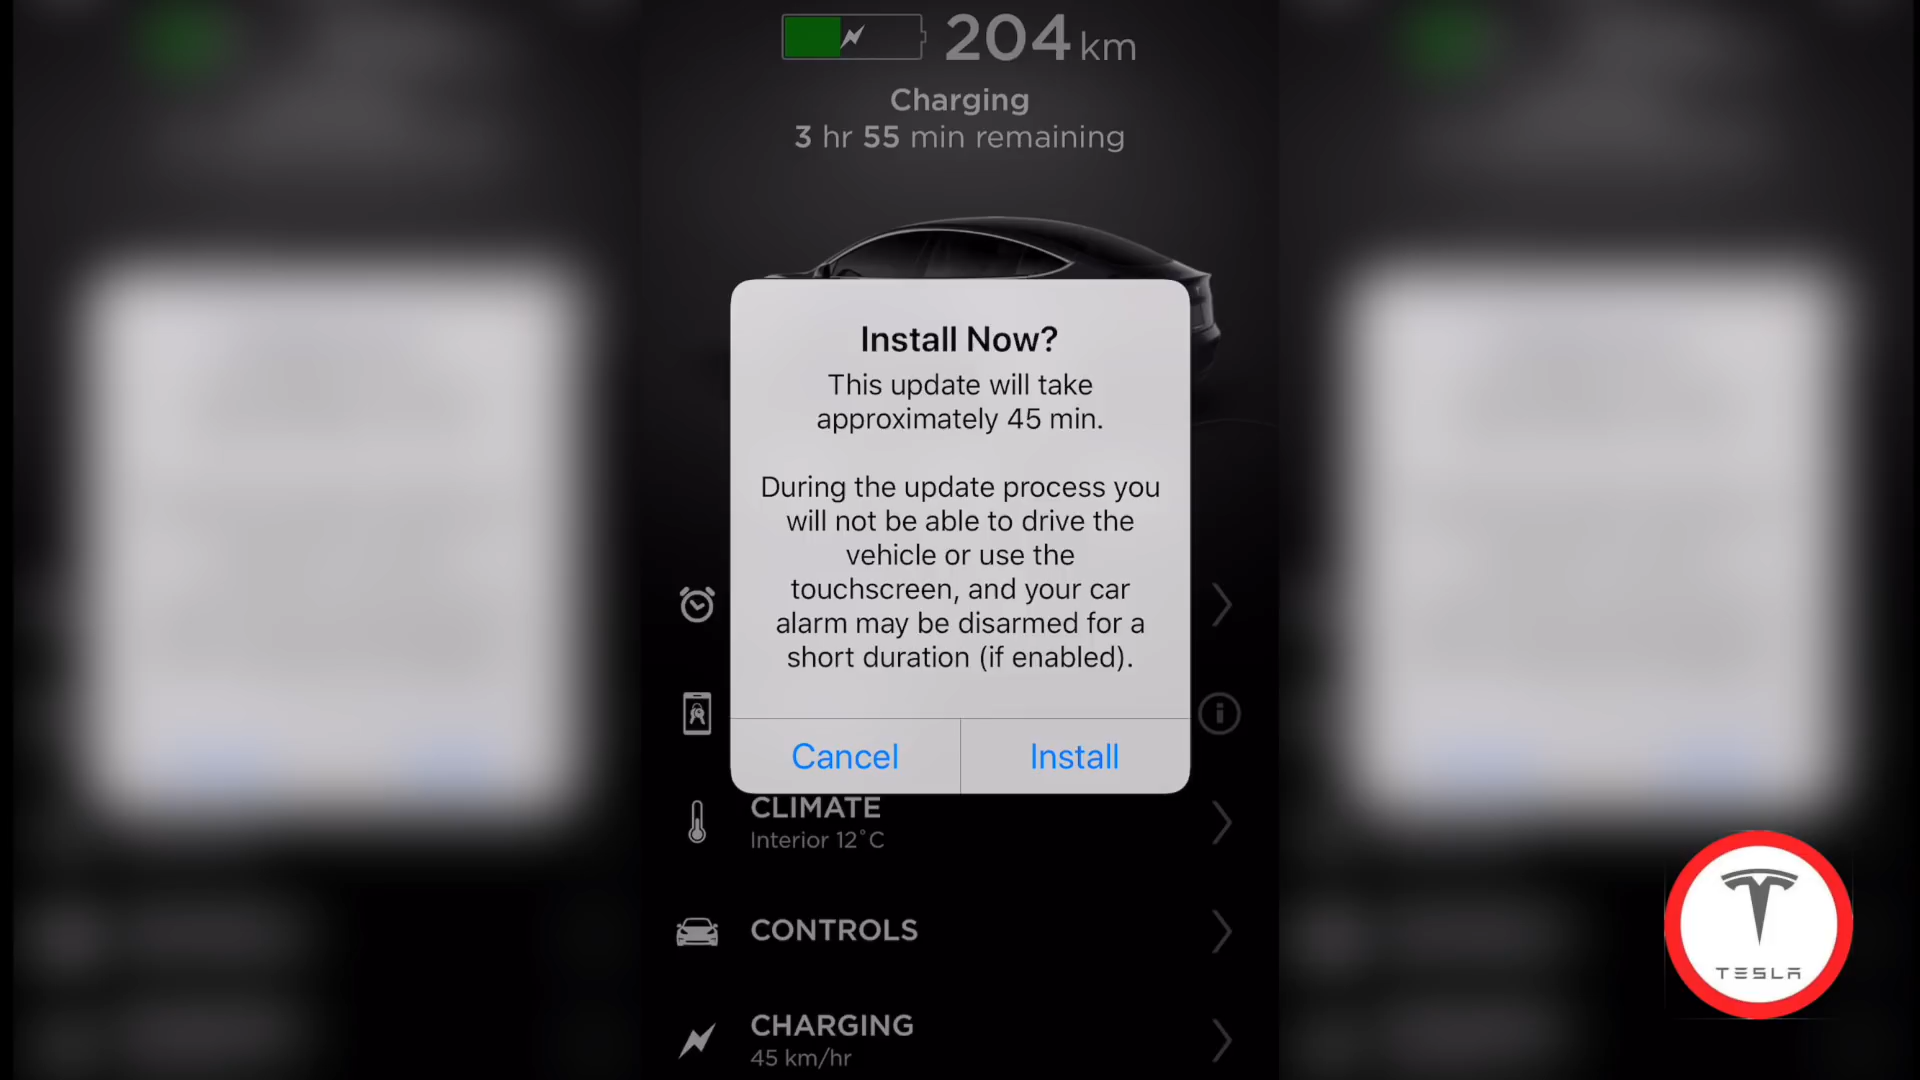 204 km
Charging
3 hr 55 min remaining
Install Now?
This update will take
approximately 45 min.
During the update process you
will not be able to drive the
vehicle or use the
touchscreen, and your car
alarm may be disarmed for a
short duration (if enabled).
Cancel
Install
CLIMATE
Interior 12°C
CONTROLS
CHARGING
45 km/hr
TESLA